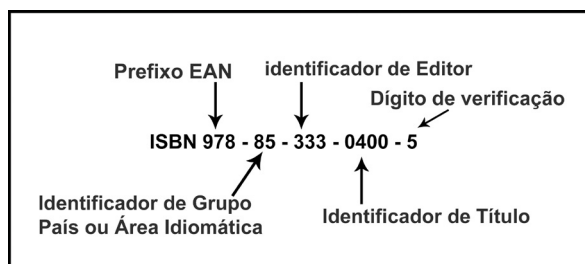 Prefixo EAN
identificador de Editor
Dígito de verificação
ISBN 978 - 85 - 333 - 0400 - 5
Identificador de Grupo
País ou Área Idiomática
Identificador de Título